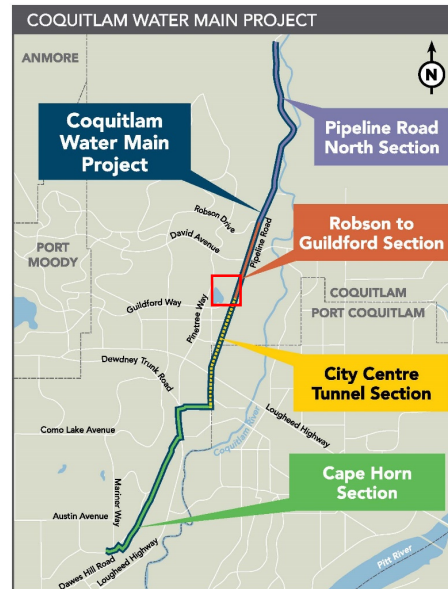 COQUITLAM WATER MAIN PROJECT
ANMORE
N
Coquitlam
Water Main
Project
Pipeline Road
North Section
Robson Drive
David Avenue
Pipeline Road
Robson to
Guildford Section
PORT
MOODY
Guildford Way
Pinetree Way
COQUITLAM
PORT COQUITLAM
Dewdney Trunk Road
City Centre
Tunnel Section
Lougheed Highway
Coquitlam River
Como Lake Avenue
Mariner Way
Cape Horn
Section
Austin Avenue
Dawes Hill Road
Lougheed Highway
Pitt River